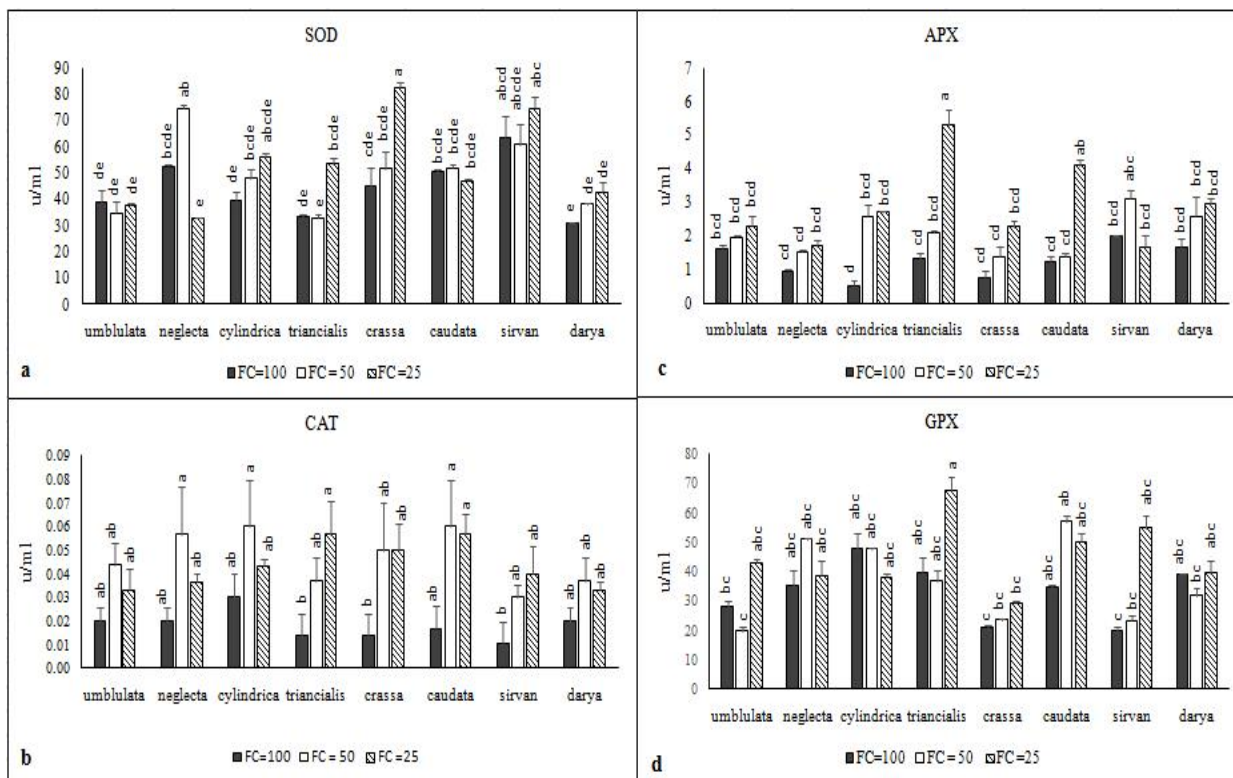 SOD
u/ml
90
80
70
60
50
40
30
20
10
0
de de de
bcde ab e
de bcde abcde
de e bcde
cde bcde a
bcde bcde bcde
abcd abcde abc
e de de
umblulata neglecta cylindrica triancialis crassa caudata sirvan darya
FC=100 FC = 50 FC =25
a
APX
u/ml
7
6
5
4
3
2
1
0
bcd bcd bcd
cd cd bcd
d bcd bcd
cd bcd a
cd cd bcd
cd cd ab
bcd abc bcd
bcd bcd bcd
umblulata neglecta cylindrica triancialis crassa caudata sirvan darya
FC=100 FC = 50 FC =25
c
CAT
u/ml
0.09
0.08
0.07
0.06
0.05
0.04
0.03
0.02
0.01
0.00
ab ab ab
ab a ab
ab a ab
b ab a
b ab ab
ab a a
b ab ab
ab ab ab
umblulata neglecta cylindrica triancialis crassa caudata sirvan darya
FC=100 FC = 50 FC =25
b
GPX
u/ml
80
70
60
50
40
30
20
10
0
bc c abc
abc abc abc
abc abc abc
abc abc a
c bc bc
abc ab abc
c bc abc
abc bc abc
umblulata neglecta cylindrica triancialis crassa caudata sirvan darya
FC=100 FC = 50 FC =25
d